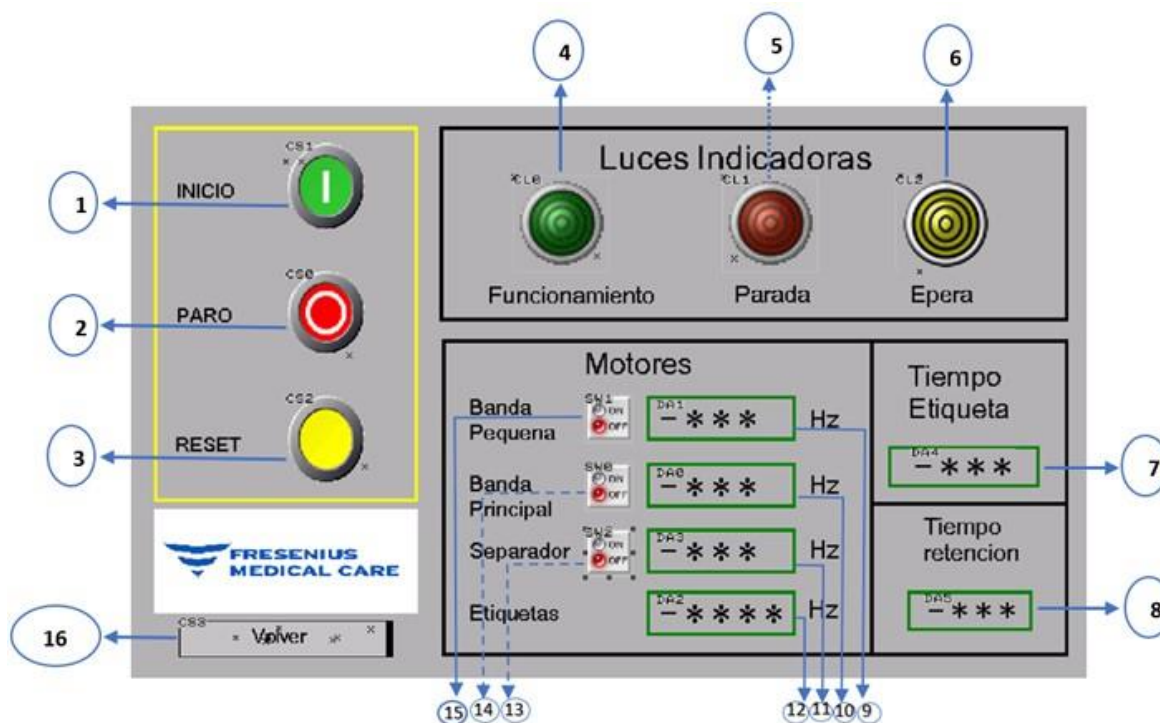 4
5
6
Luces Indicadoras
CL0
CL1
CL2
Funcionamiento
Parada
Epera
CS1
INICIO
1
CS0
PARO
2
CS2
RESET
3
FRESENIUS
MEDICAL CARE
CS3
Volver
16
Motores
Banda
Pequena
SW1
ON
OFF
DA1
-***
Hz
Banda
Principal
SW0
ON
OFF
DA0
-***
Hz
Separador
SW2
ON
OFF
DA3
-***
Hz
Etiquetas
DA2
-****
Hz
Tiempo
Etiqueta
DA4
-***
7
Tiempo
retencion
DA5
-***
8
15
14
13
12
11
10
9